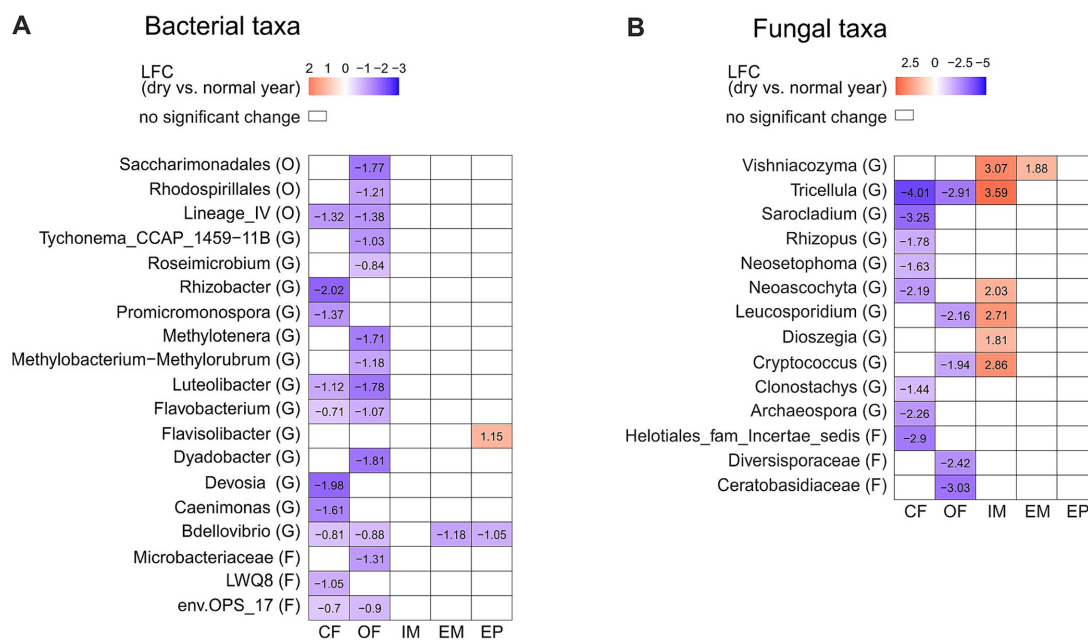 A Bacterial taxa
LFC
(dry vs. normal year)
2 1 0 −1 −2 −3
no significant change
Saccharimonadales (O) −1.77
Rhodospirillales (O) −1.21
Lineage_IV (O) −1.32 −1.38
Tychonema_CCAP_1459−11B (G) −1.03
Roseimicrobium (G) −0.84
Rhizobacter (G) −2.02
Promicromonospora (G) −1.37
Methylotenera (G) −1.71
Methylobacterium−Methylorubrum (G) −1.18
Luteolibacter (G) −1.12 −1.78
Flavobacterium (G) −0.71 −1.07
Flavisolibacter (G) 1.15
Dyadobacter (G) −1.81
Devosia (G) −1.98
Caenimonas (G) −1.61
Bdellovibrio (G) −0.81 −0.88 −1.18 −1.05
Microbacteriaceae (F) −1.31
LWQ8 (F) −1.05
env.OPS_17 (F) −0.7 −0.9
CF OF IM EM EP
B Fungal taxa
LFC
(dry vs. normal year)
2.5 0 −2.5 −5
no significant change
Vishniacozyma (G) 3.07 1.88
Tricellula (G) −4.01 −2.91 3.59
Sarocladium (G) −3.25
Rhizopus (G) −1.78
Neosetophoma (G) −1.63
Neoascochyta (G) −2.19 2.03
Leucosporidium (G) −2.16 2.71
Dioszegia (G) 1.81
Cryptococcus (G) −1.94 2.86
Clonostachys (G) −1.44
Archaeospora (G) −2.26
Helotiales_fam_Incertae_sedis (F) −2.9
Diversisporaceae (F) −2.42
Ceratobasidiaceae (F) −3.03
CF OF IM EM EP